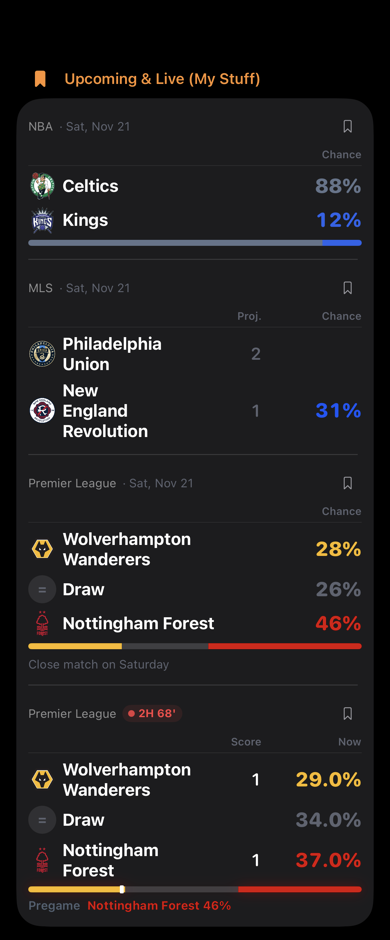 Upcoming & Live (My Stuff)
NBA · Sat, Nov 21
Chance
Celtics 88%
Kings 12%
MLS · Sat, Nov 21
Proj. Chance
Philadelphia
Union 2
New
England
Revolution 1 31%
Premier League · Sat, Nov 21
Chance
Wolverhampton
Wanderers 28%
= Draw 26%
Nottingham Forest 46%
Close match on Saturday
Premier League 2H 68'
Score Now
Wolverhampton
Wanderers 1 29.0%
= Draw 34.0%
Nottingham
Forest 1 37.0%
Pregame Nottingham Forest 46%